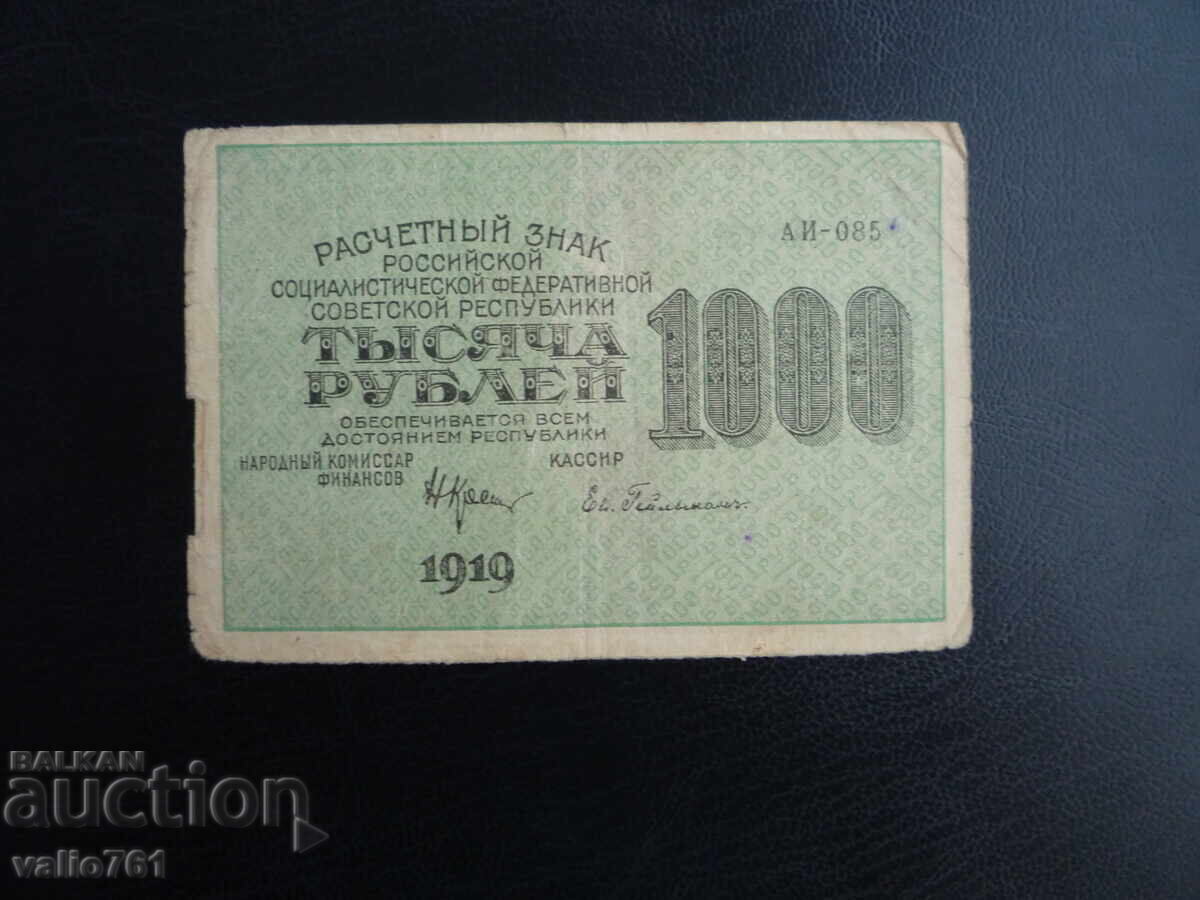 РАСЧЕТНЫЙ ЗНАК
РОССИЙСКОЙ
СОЦИАЛИСТИЧЕСКОЙ ФЕДЕРАТИВНОЙ
СОВЕТСКОЙ РЕСПУБЛИКИ
ТЫСЯЧА
РУБЛЕЙ
ОБЕСПЕЧИВАЕТСЯ ВСЕМ
ДОСТОЯНИЕМ РЕСПУБЛИКИ
НАРОДНЫЙ КОМИССАР
ФИНАНСОВ
КАССИР
1919
АИ-085
1000
BALKAN
auction
valio761